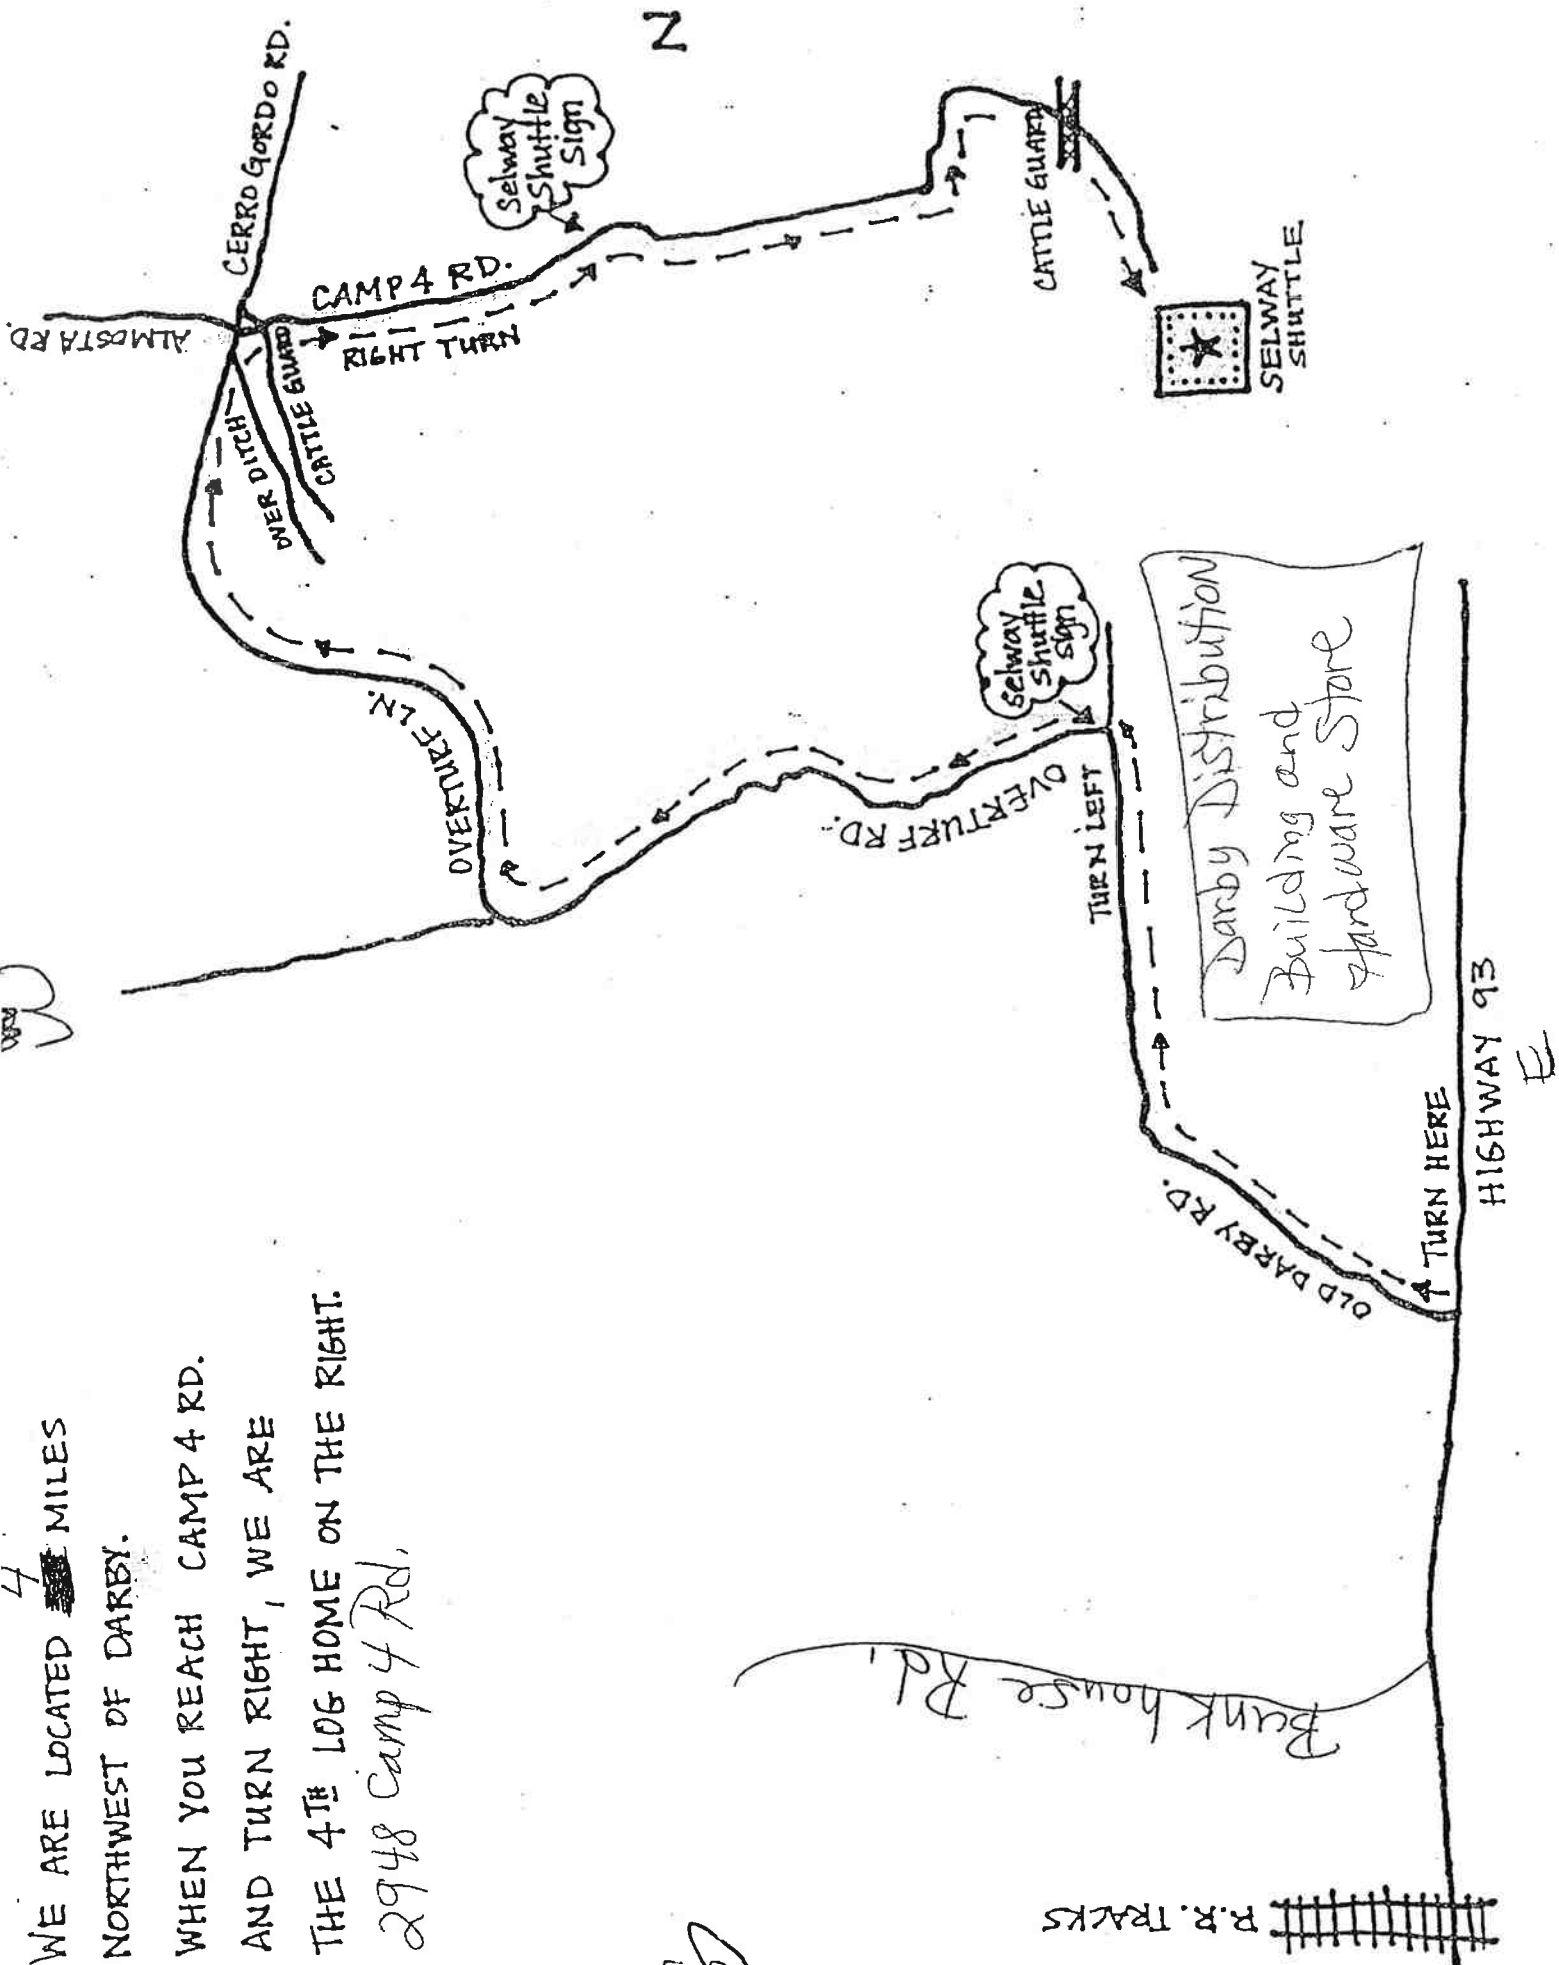 WE ARE LOCATED 4 MILES
NORTHWEST OF DARBY.
WHEN YOU REACH CAMP 4 RD.
AND TURN RIGHT, WE ARE
THE 4TH LOG HOME ON THE RIGHT.
2948 Camp 4 Rd.
W
ALMOSTA RD.
CERRO GORDO RD.
OVER DITCH
CATTLE GUARD
CAMP 4 RD.
RIGHT TURN
Selway
Shuttle
Sign
N
OVERTURF LN.
OVERTURF RD.
CATTLE GUARD
SELWAY
SHUTTLE
Selway
Shuttle
Sign
TURN LEFT
Darby Distribution
Building and
Hardware Store
OLD DARBY RD.
TURN HERE
HIGHWAY 93
E
Bunkhouse Rd.
R.R. TRACKS